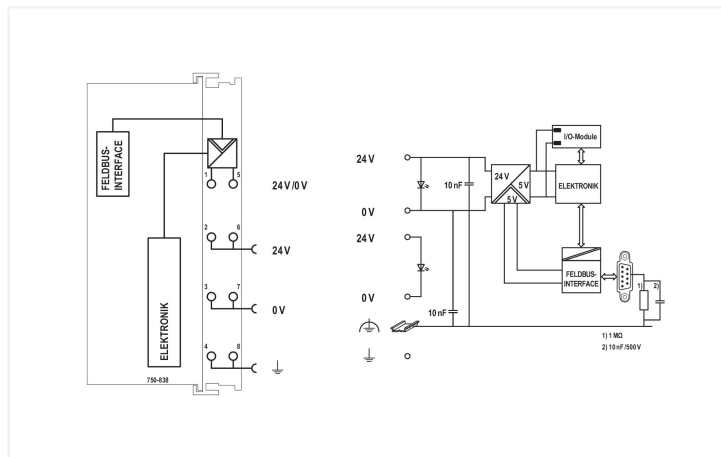 FELDBUS-
INTERFACE
1 5
24 V/0 V
2 6
24 V
3 7
0 V
ELEKTRONIK
4 8
750-838
24 V
0 V
24 V
0 V
10 nF
10 nF
24 V
5 V
5 V
I/O-Module
ELEKTRONIK
FELDBUS-
INTERFACE
1) 2)
1) 1 MΩ
2) 10 nF/500 V